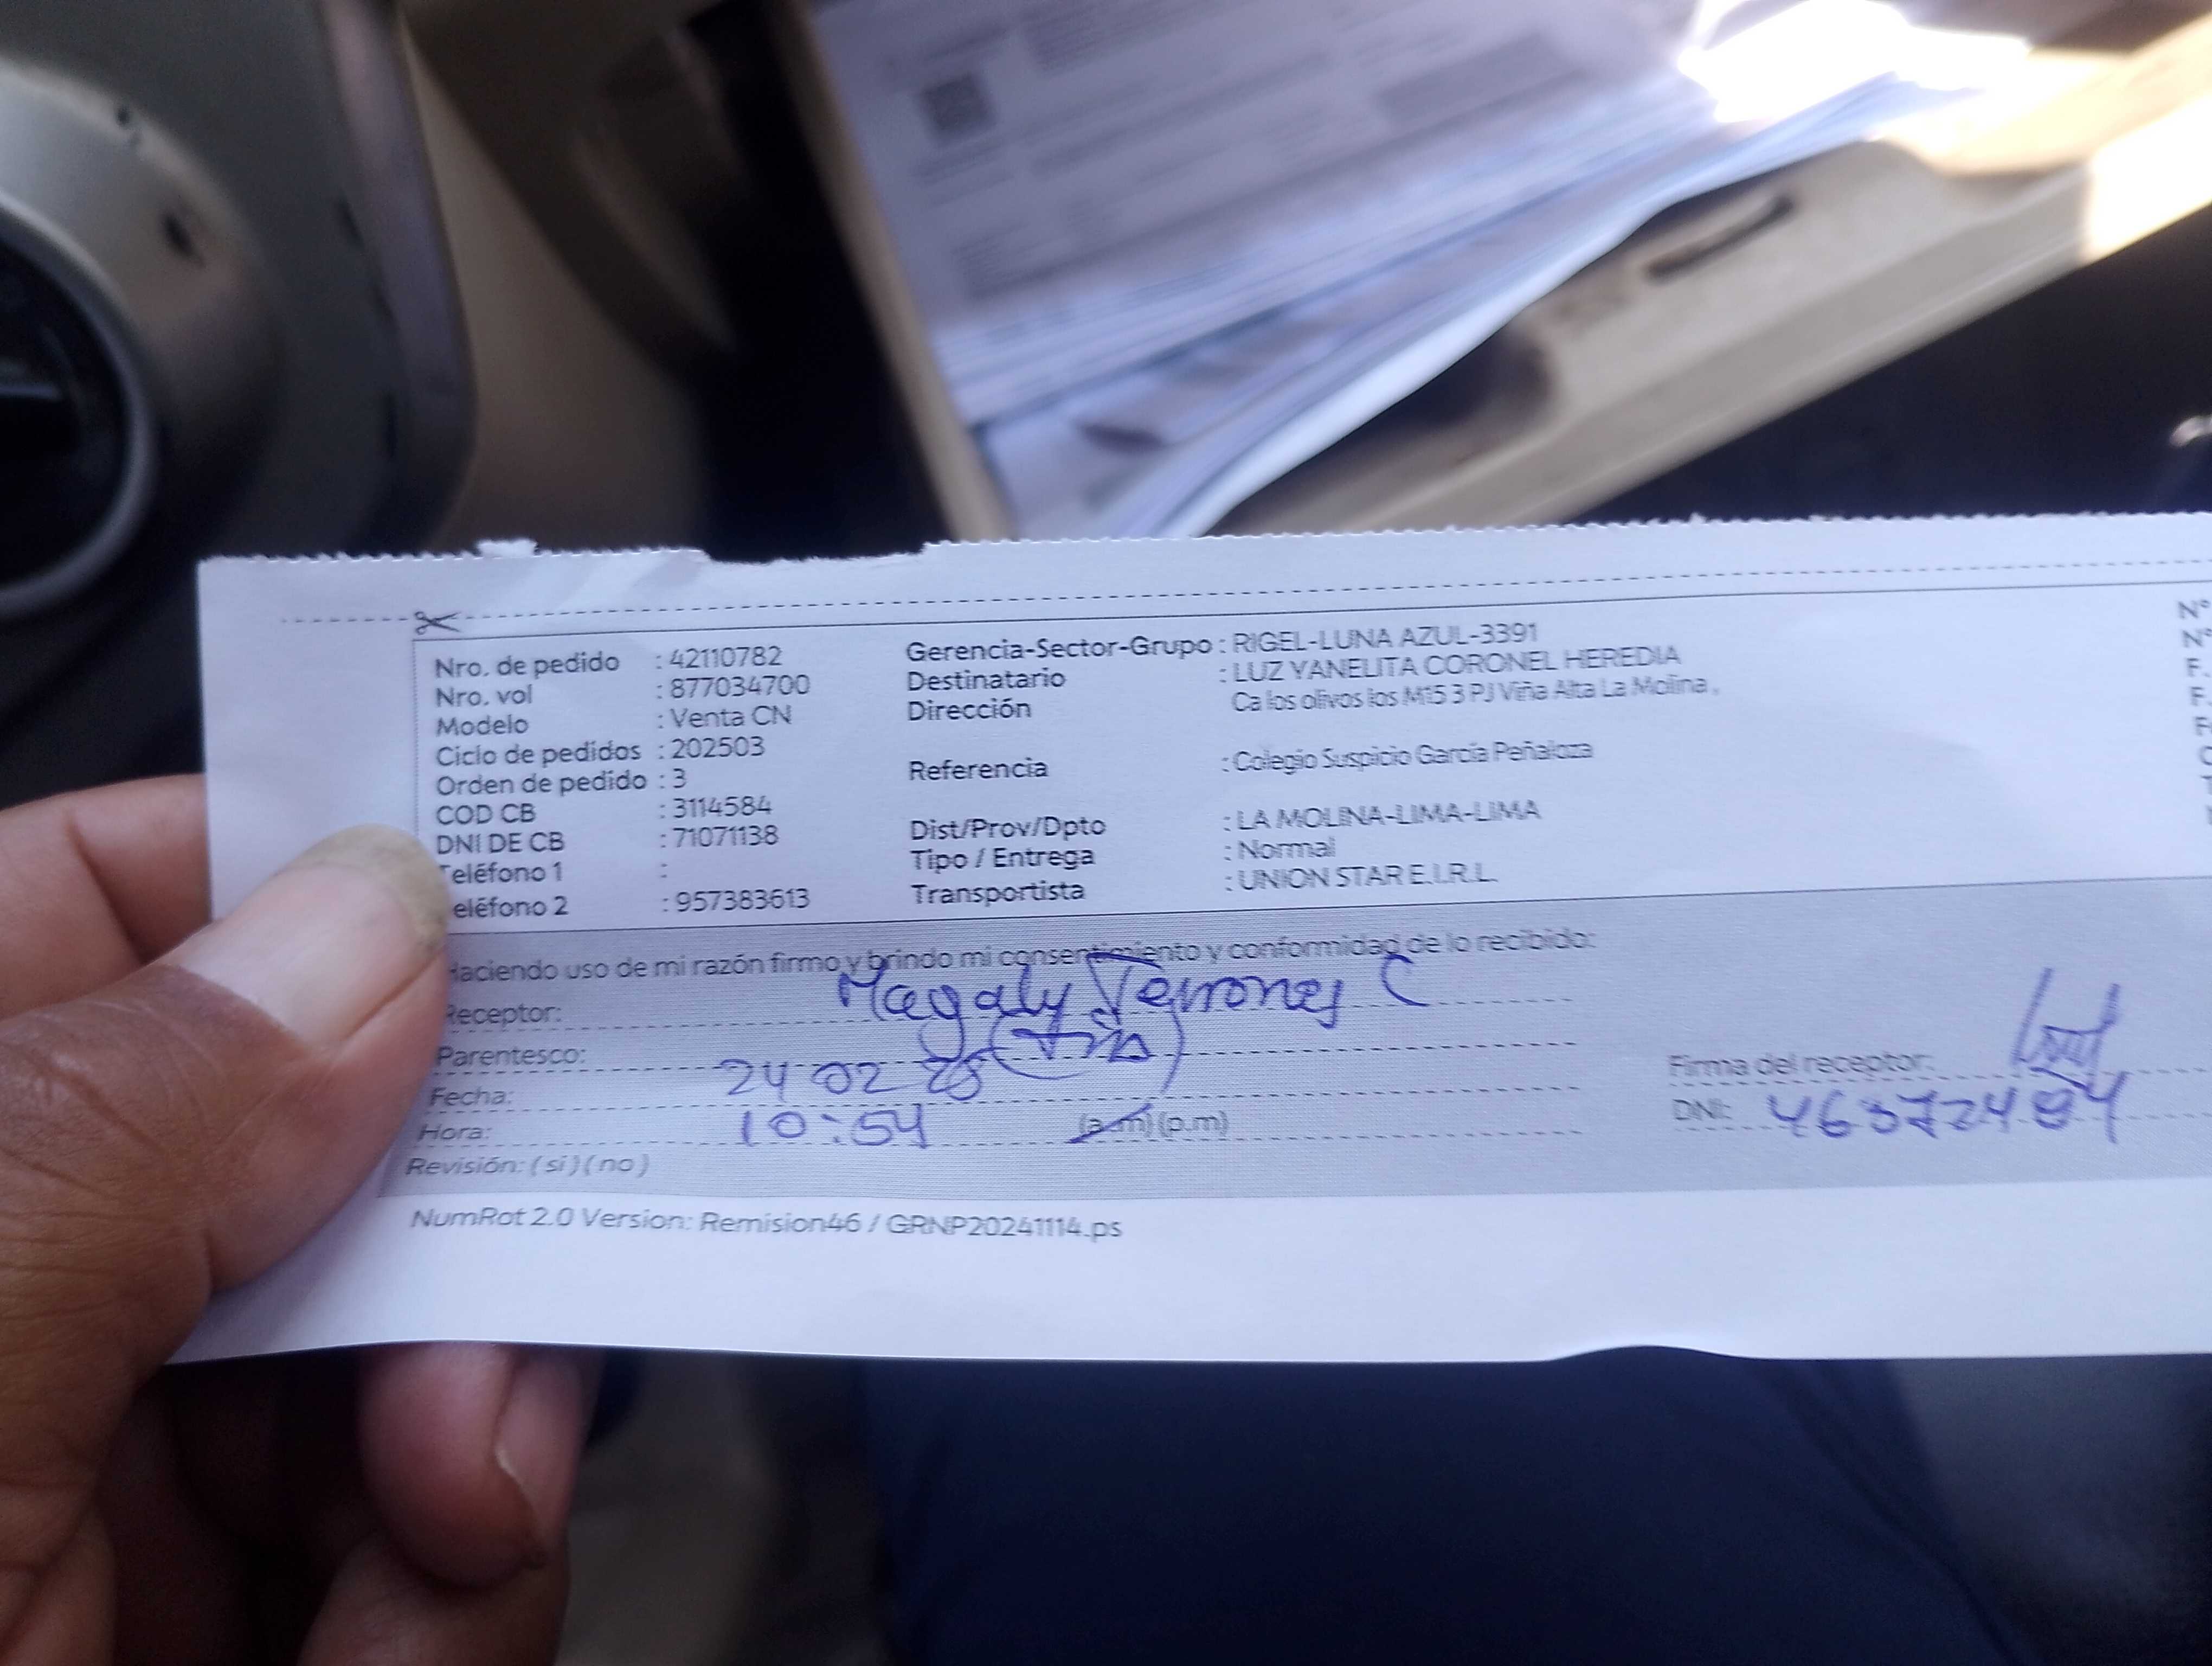 Nro. de pedido : 42110782
Nro. vol : 877034700
Modelo : Venta CN
Ciclo de pedidos : 202503
Orden de pedido : 3
COD CB : 3114584
DNI DE CB : 71071138
eléfono 1 :
eléfono 2 : 957383613
Gerencia-Sector-Grupo : RIGEL-LUNA AZUL-3391
Destinatario : LUZ YANELITA CORONEL HEREDIA
Dirección Ca los olivos los M15 3 PJ Viña Alta La Molina ,
Referencia : Colegio Suspicio García Peñaloza
Dist/Prov/Dpto : LA MOLINA-LIMA-LIMA
Tipo / Entrega : Normal
Transportista : UNION STAR E.I.R.L.
N°
N°
F.
F.
Haciendo uso de mi razón firmo y brindo mi consentimiento y conformidad de lo recibido:
Receptor: Magaly Terrones C
Parentesco: (Tía)
Fecha: 24 02 25
Hora: 10:54 (a.m) (p.m)
Revisión: ( si ) ( no )
Firma del receptor:
DNI: 46372494
NumRot 2.0 Version: Remision46 / GRNP20241114.ps